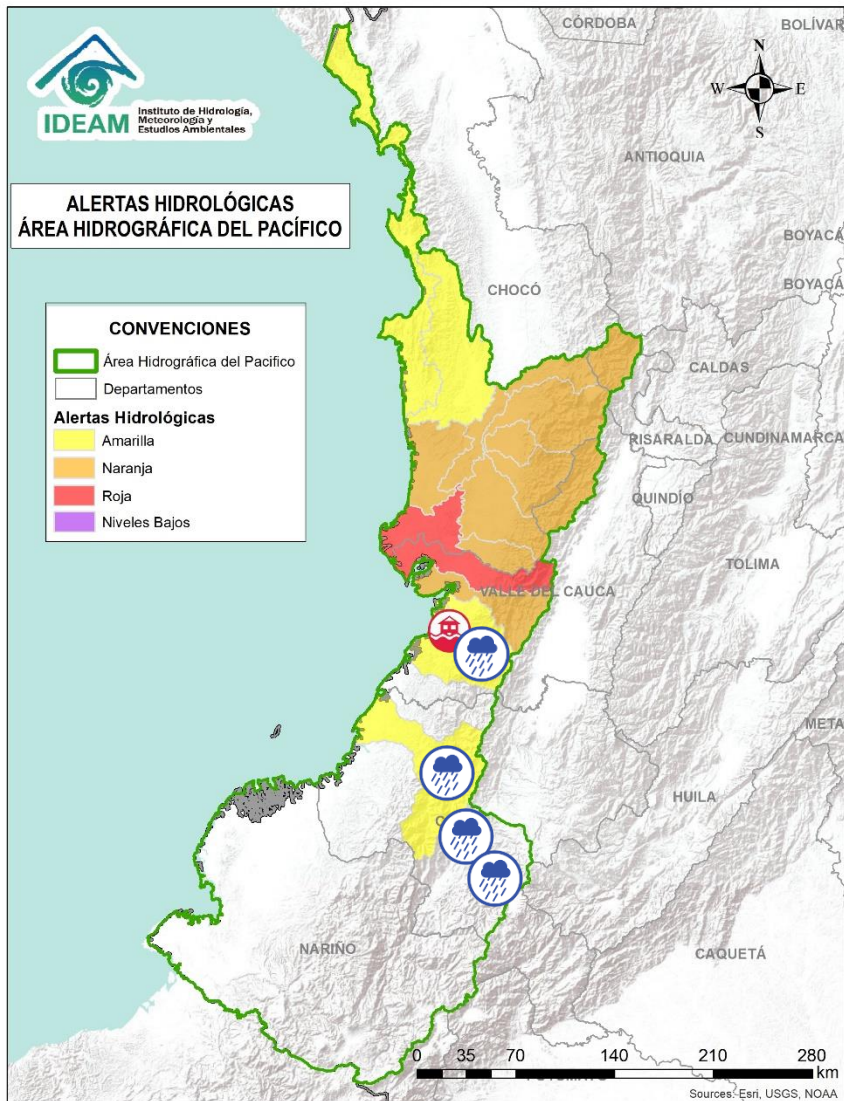 CÓRDOBA
BOLÍVAR
N
W
E
S
IDEAM
Instituto de Hidrología,
Meteorología y
Estudios Ambientales
ANTIOQUIA
ALERTAS HIDROLÓGICAS
ÁREA HIDROGRÁFICA DEL PACÍFICO
BOYACÁ
BOYACÁ
CHOCÓ
CONVENCIONES
Área Hidrográfica del Pacifico
Departamentos
Alertas Hidrológicas
Amarilla
Naranja
Roja
Niveles Bajos
CALDAS
RISARALDA
CUNDINAMARCA
QUINDÍO
TOLIMA
VALLE DEL CAUCA
META
HUILA
NARIÑO
CAQUETÁ
0 35 70 140 210 280
km
Sources: Esri, USGS, NOAA